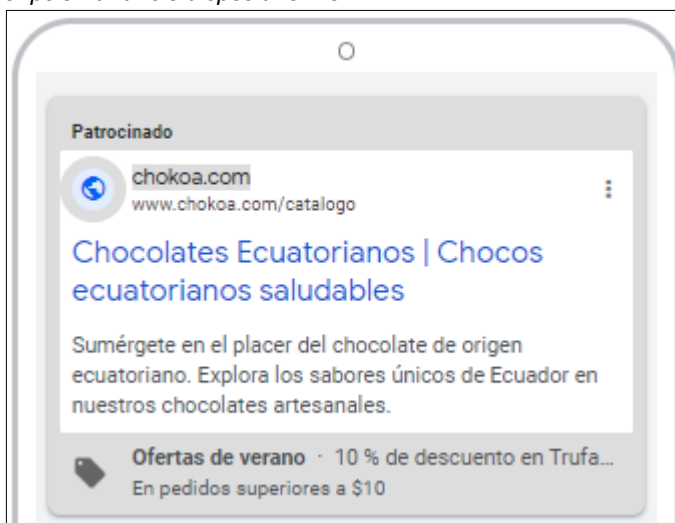 Patrocinado
chokoa.com
www.chokoa.com/catalogo
Chocolates Ecuatorianos | Chocos
ecuatorianos saludables
Sumérgete en el placer del chocolate de origen
ecuatoriano. Explora los sabores únicos de Ecuador en
nuestros chocolates artesanales.
Ofertas de verano · 10 % de descuento en Trufa...
En pedidos superiores a $10